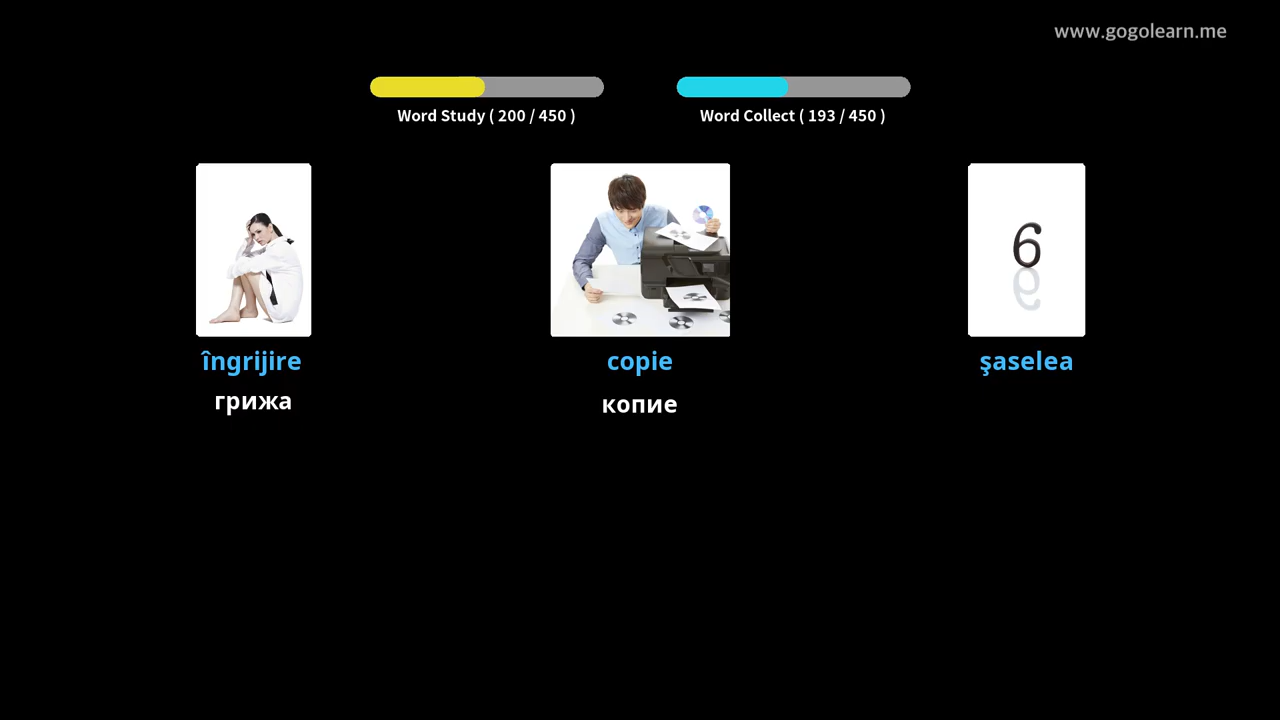 www.gogolearn.me
Word Study ( 200 / 450 )
Word Collect ( 193 / 450 )
6
îngrijire
copie
şaselea
грижа
копие